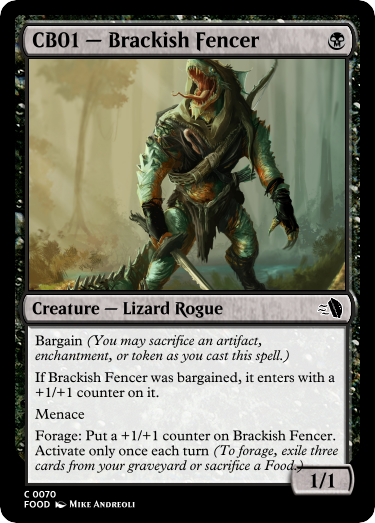 CB01 — Brackish Fencer
Creature — Lizard Rogue
Bargain (You may sacrifice an artifact,
enchantment, or token as you cast this spell.)
If Brackish Fencer was bargained, it enters with a
+1/+1 counter on it.
Menace
Forage: Put a +1/+1 counter on Brackish Fencer.
Activate only once each turn (To forage, exile three
cards from your graveyard or sacrifice a Food.)
1/1
C 0070
FOOD Mike Andreoli